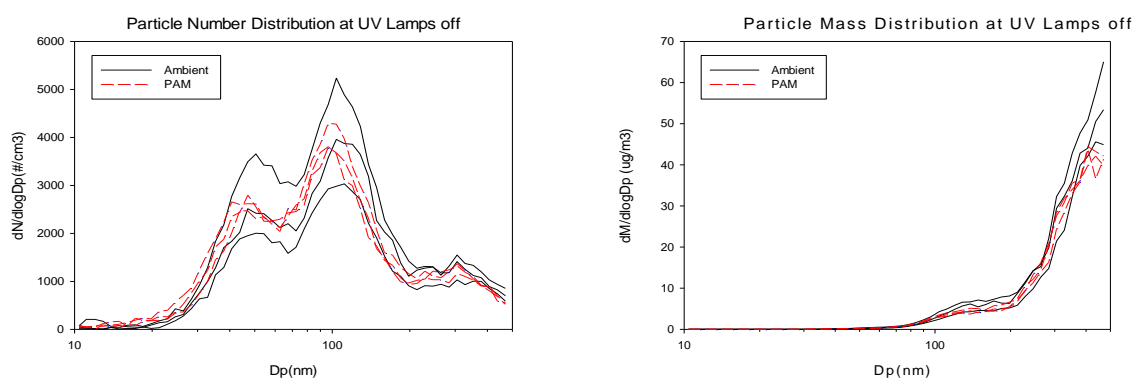 Particle Number Distribution at UV Lamps off
6000
5000
4000
3000
2000
1000
0
dN/dlogDp(#/cm3)
Ambient
PAM
10
100
Dp(nm)
Particle Mass Distribution at UV Lamps off
70
60
50
40
30
20
10
0
dM/dlogDp (ug/m3)
Ambient
PAM
10
100
Dp(nm)